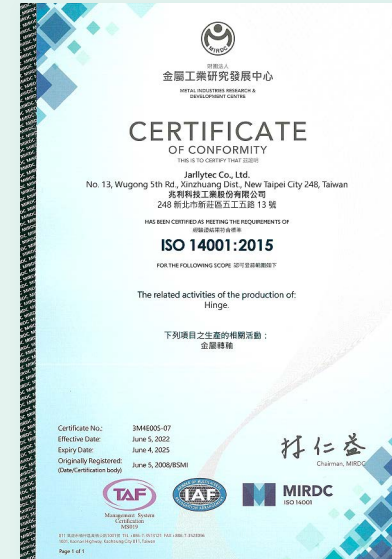 MIRDC
財團法人
金屬工業研究發展中心
METAL INDUSTRIES RESEARCH &
DEVELOPMENT CENTRE
CERTIFICATE
OF CONFORMITY
THIS IS TO CERTIFY THAT 茲證明
Jarllytec Co., Ltd.
No. 13, Wugong 5th Rd., Xinzhuang Dist., New Taipei City 248, Taiwan
兆利科技工業股份有限公司
248 新北市新莊區五工五路 13 號
HAS BEEN CERTIFIED AS MEETING THE REQUIREMENTS OF
經驗證結果符合標準
ISO 14001:2015
FOR THE FOLLOWING SCOPE 認可登錄範圍如下
The related activities of the production of:
Hinge.
下列項目之生產的相關活動：
金屬轉軸
Certificate No.: 3M4E005-07
Effective Date: June 5, 2022
Expiry Date: June 4, 2025
Originally Registered: June 5, 2008/BSMI
(Date/Certification body)
Chairman, MIRDC
TAF
Management System
Certification
MS019
IAF
MIRDC
ISO 14001
Page 1 of 1